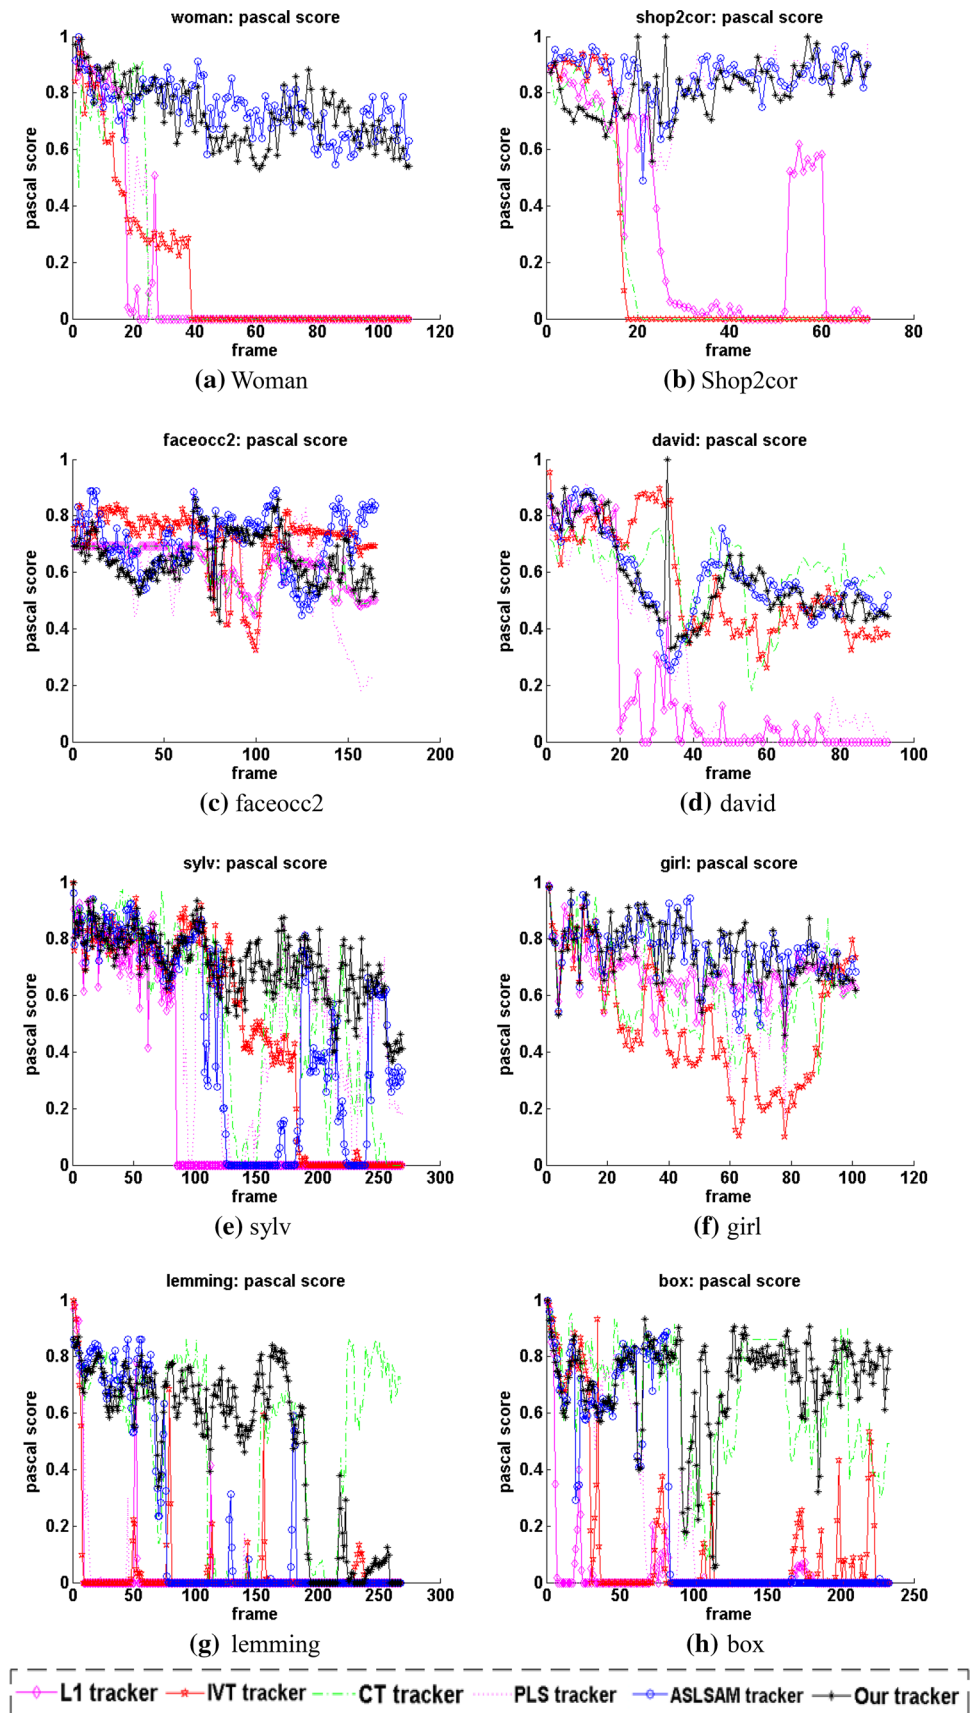 woman: pascal score
1
0.8
0.6
0.4
0.2
0
pascal score
0 20 40 60 80 100 120
frame
(a) Woman
shop2cor: pascal score
1
0.8
0.6
0.4
0.2
0
pascal score
0 20 40 60 80
frame
(b) Shop2cor
faceocc2: pascal score
1
0.8
0.6
0.4
0.2
0
pascal score
0 50 100 150 200
frame
(c) faceocc2
david: pascal score
1
0.8
0.6
0.4
0.2
0
pascal score
0 20 40 60 80 100
frame
(d) david
sylv: pascal score
1
0.8
0.6
0.4
0.2
0
pascal score
0 50 100 150 200 250 300
frame
(e) sylv
girl: pascal score
1
0.8
0.6
0.4
0.2
0
pascal score
0 20 40 60 80 100 120
frame
(f) girl
lemming: pascal score
1
0.8
0.6
0.4
0.2
0
pascal score
0 50 100 150 200 250 300
frame
(g) lemming
box: pascal score
1
0.8
0.6
0.4
0.2
0
pascal score
0 50 100 150 200 250
frame
(h) box
L1 tracker IVT tracker CT tracker PLS tracker ASLSAM tracker Our tracker